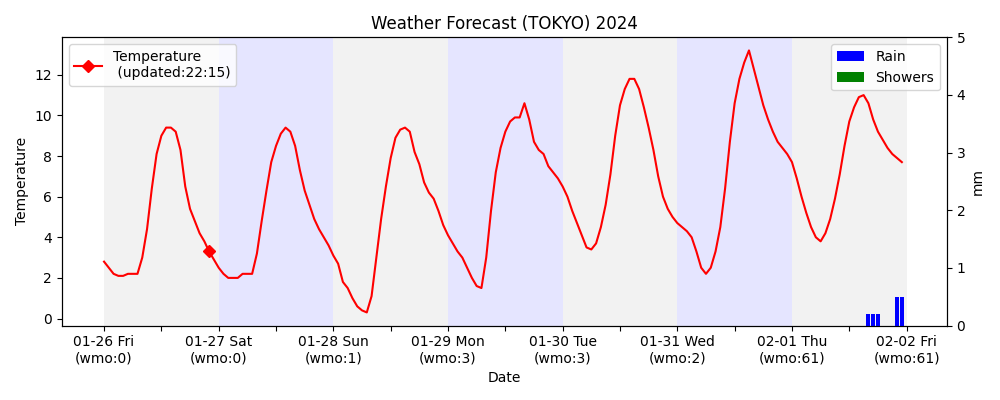 Weather Forecast (TOKYO) 2024
Temperature
(updated:22:15)
Rain
Showers
Temperature
12
10
8
6
4
2
0
5
4
3
2
1
0
mm
01-26 Fri
(wmo:0)
01-27 Sat
(wmo:0)
01-28 Sun
(wmo:1)
01-29 Mon
(wmo:3)
01-30 Tue
(wmo:3)
01-31 Wed
(wmo:2)
02-01 Thu
(wmo:61)
02-02 Fri
(wmo:61)
Date